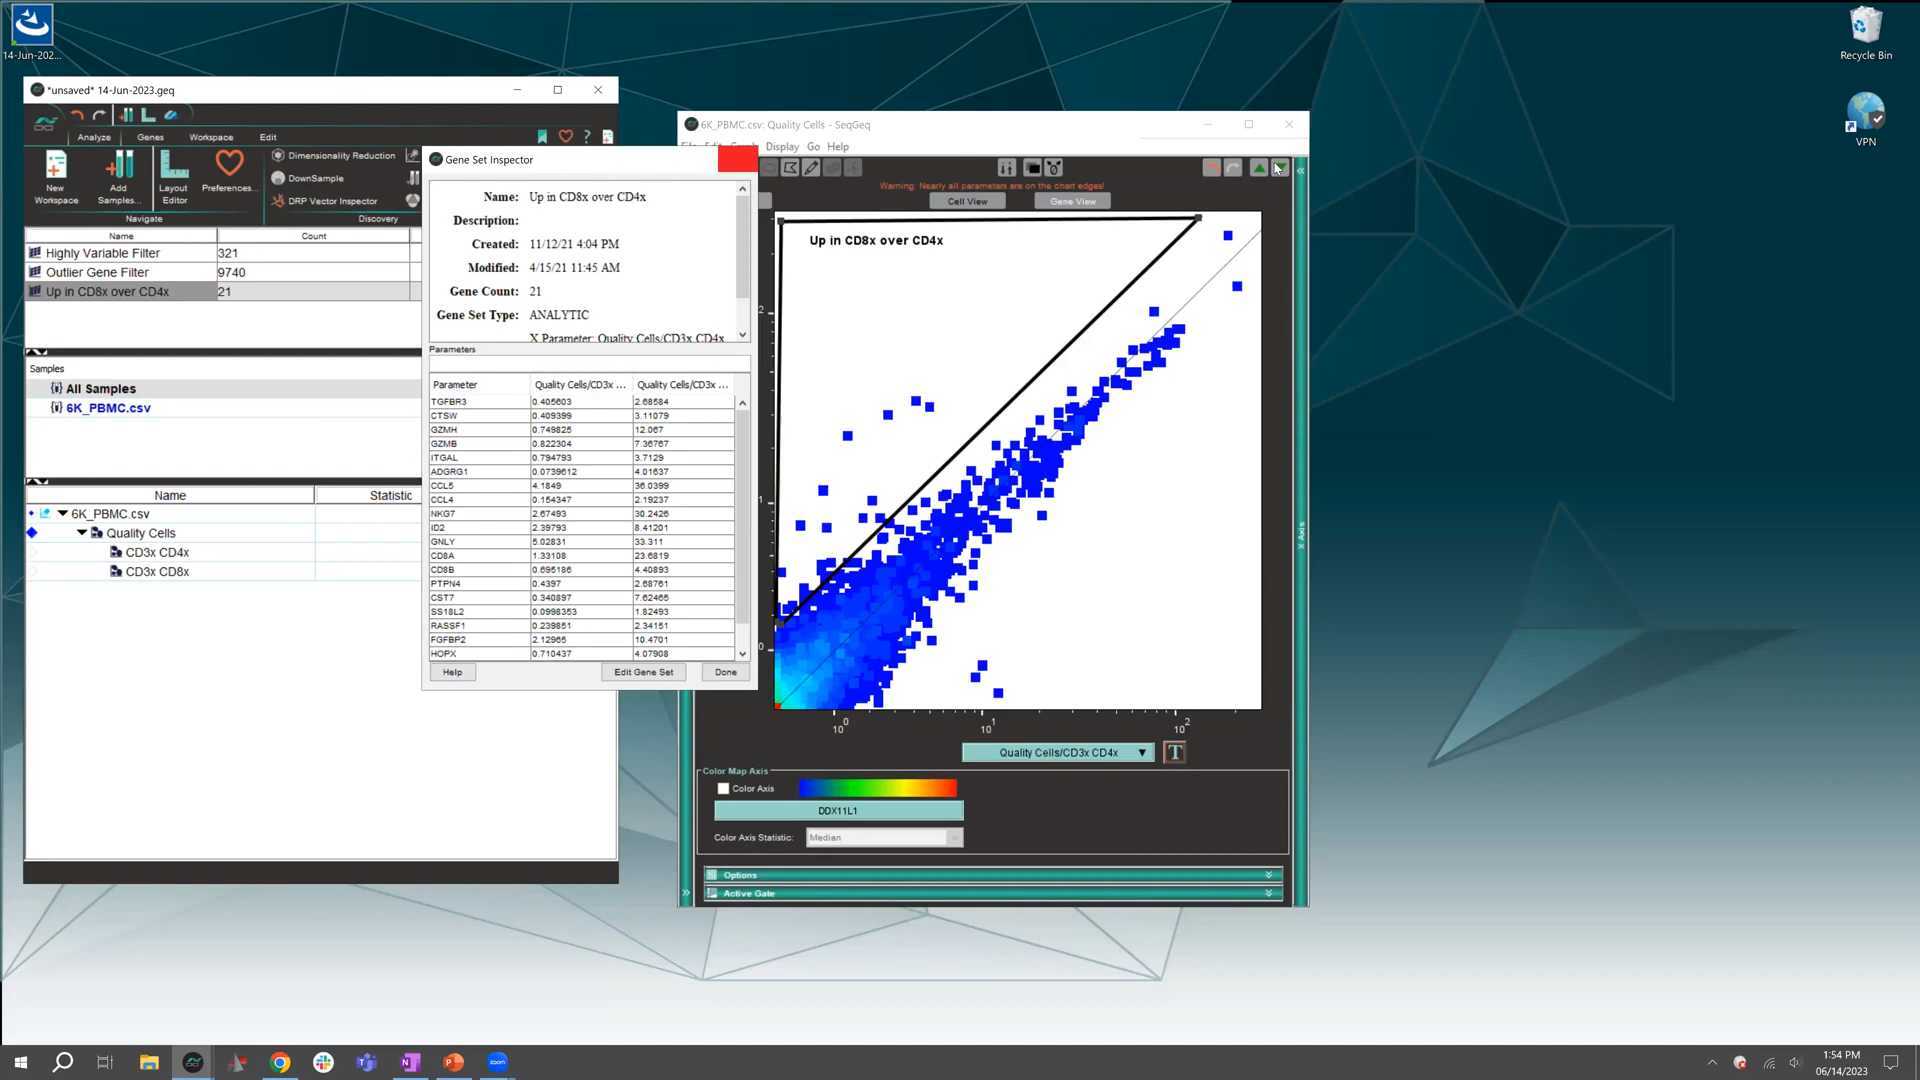 14-Jun-202...
Recycle Bin
VPN
*unsaved* 14-Jun-2023.geq
Analyze
Genes
Workspace
Edit
?
New Workspace
Add Samples...
Layout Editor
Preferences...
Dimensionality Reduction
DownSample
DRP Vector Inspector
Navigate
Discovery
Name Count
Highly Variable Filter 321
Outlier Gene Filter 9740
Up in CD8x over CD4x 21
Samples
All Samples
6K_PBMC.csv
Name Statistic
6K_PBMC.csv
Quality Cells
CD3x CD4x
CD3x CD8x
Gene Set Inspector
Name: Up in CD8x over CD4x
Description:
Created: 11/12/21 4:04 PM
Modified: 4/15/21 11:45 AM
Gene Count: 21
Gene Set Type: ANALYTIC
X Parameter: Quality Cells/CD3x CD4x
Parameters
Parameter Quality Cells/CD3x ... Quality Cells/CD3x ...
TGFBR3 0.405603 2.68584
CTSW 0.409399 3.11079
GZMH 0.749825 12.067
GZMB 0.822304 7.36767
ITGAL 0.794793 3.7129
ADGRG1 0.0739612 4.01637
CCL5 4.1849 36.0399
CCL4 0.154347 2.19237
NKG7 2.67493 30.2426
ID2 2.39793 8.41201
GNLY 5.02831 33.311
CD8A 1.33108 23.6819
CD8B 0.695186 4.40893
PTPN4 0.4397 2.68761
CST7 0.340897 7.62465
SS18L2 0.0998353 1.82493
RASSF1 0.239851 2.34151
FGFBP2 2.12965 10.4701
HOPX 0.710437 4.07908
Help
Edit Gene Set
Done
6K_PBMC.csv: Quality Cells - SeqGeq
Display Go Help
Warning: Nearly all parameters are on the chart edges!
Cell View
Gene View
Up in CD8x over CD4x
2
1
0
10^0 10^1 10^2
X Axis
Quality Cells/CD3x CD4x
T
Color Map Axis
Color Axis
DDX11L1
Color Axis Statistic: Median
Options
Active Gate
zoom
1:54 PM
06/14/2023